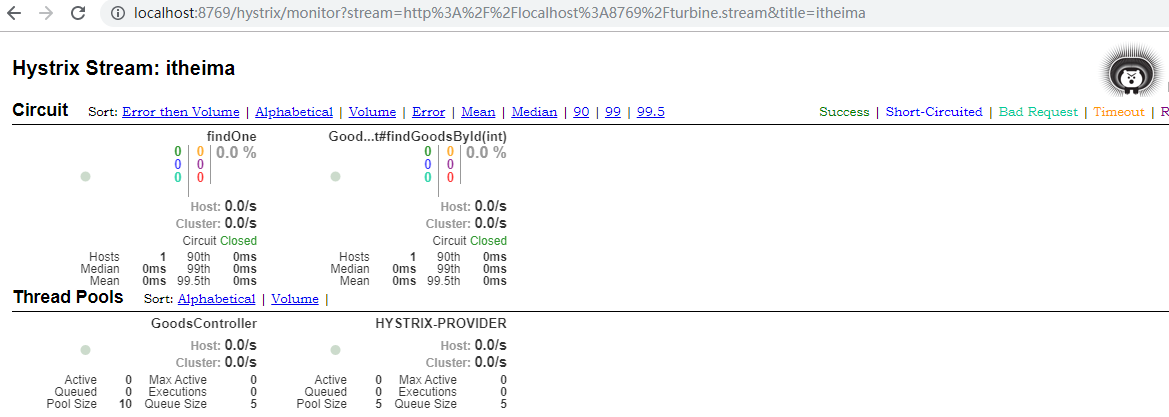 localhost:8769/hystrix/monitor?stream=http%3A%2F%2Flocalhost%3A8769%2Fturbine.stream&title=itheima
Hystrix Stream: itheima
Circuit Sort: Error then Volume | Alphabetical | Volume | Error | Mean | Median | 90 | 99 | 99.5 Success | Short-Circuited | Bad Request | Timeout | R
findOne Good...t#findGoodsById(int)
0 0 0.0 % 0 0 0.0 %
0 0 0 0
0 0 0 0
Host: 0.0/s Host: 0.0/s
Cluster: 0.0/s Cluster: 0.0/s
Circuit Closed Circuit Closed
Hosts 1 90th 0ms Hosts 1 90th 0ms
Median 0ms 99th 0ms Median 0ms 99th 0ms
Mean 0ms 99.5th 0ms Mean 0ms 99.5th 0ms
Thread Pools Sort: Alphabetical | Volume |
GoodsController HYSTRIX-PROVIDER
Host: 0.0/s Host: 0.0/s
Cluster: 0.0/s Cluster: 0.0/s
Active 0 Max Active 0 Active 0 Max Active 0
Queued 0 Executions 0 Queued 0 Executions 0
Pool Size 10 Queue Size 5 Pool Size 5 Queue Size 5